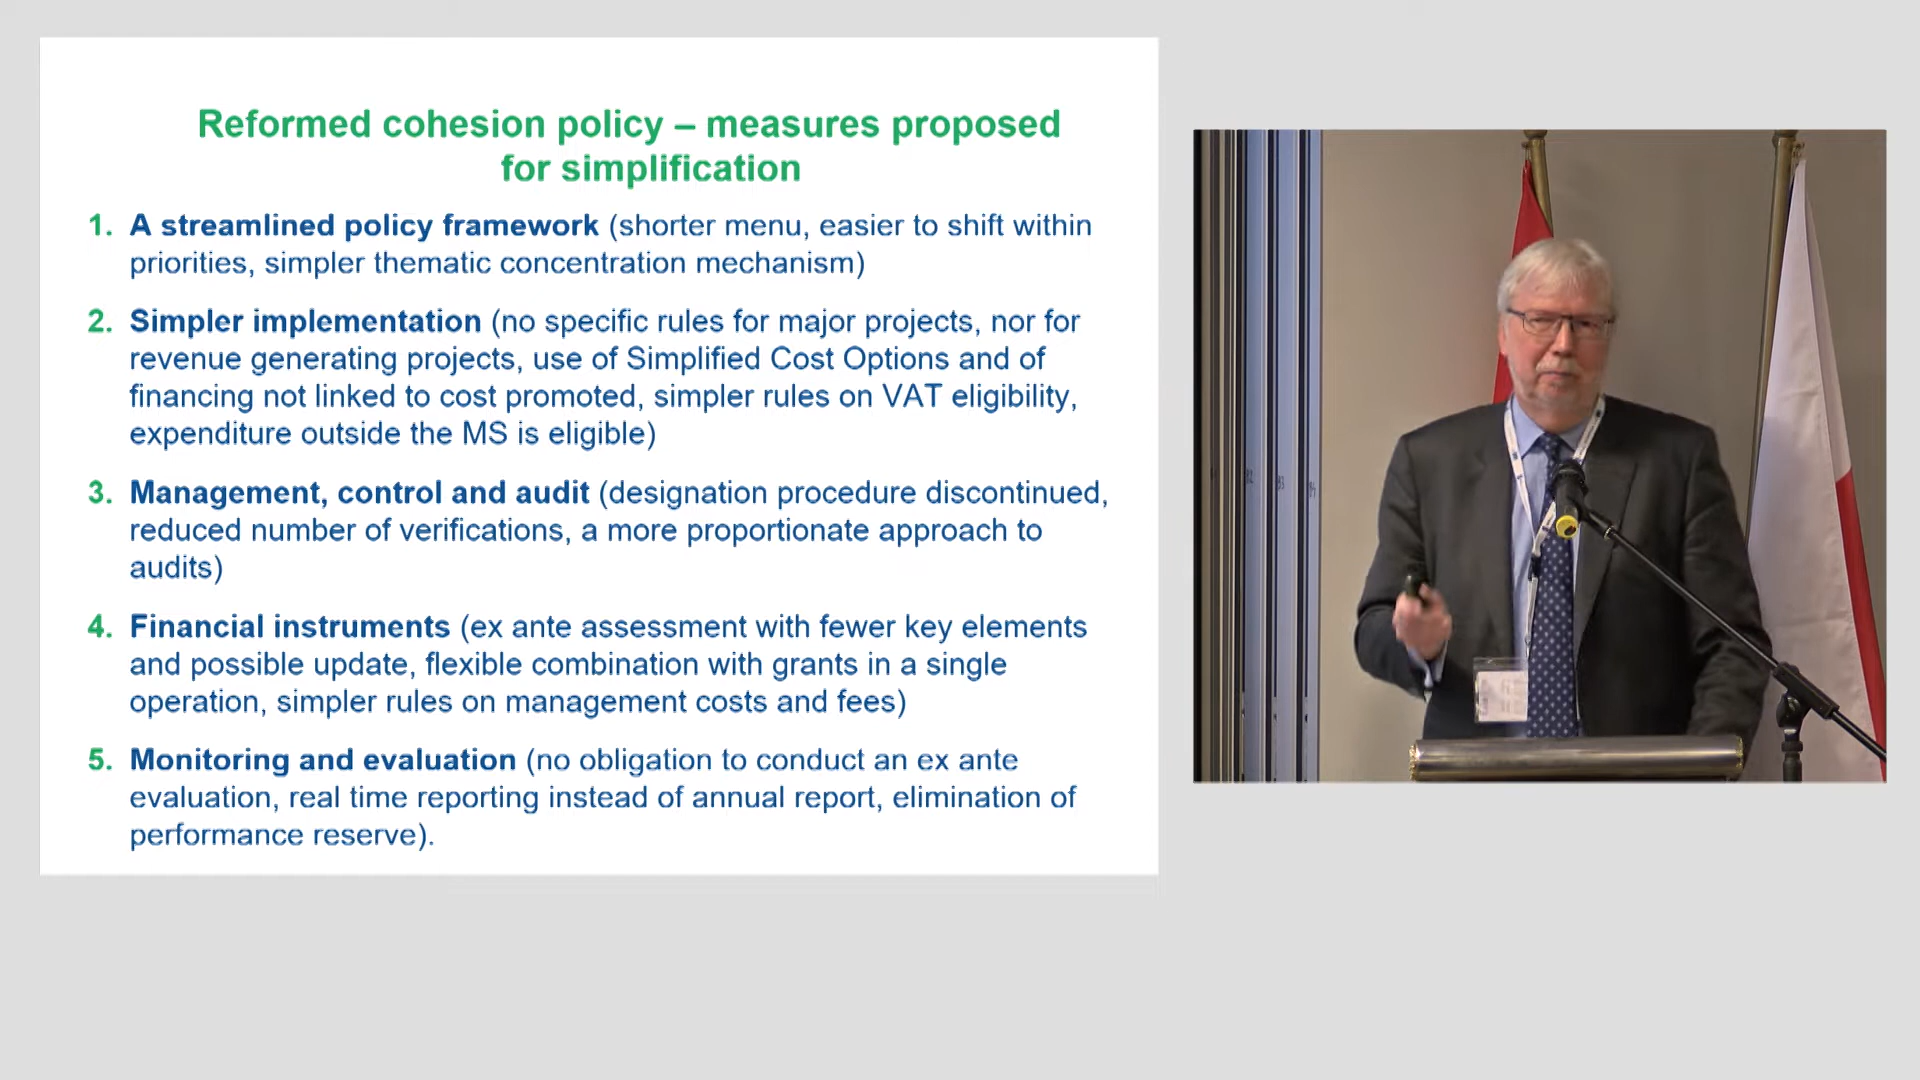 Reformed cohesion policy – measures proposed
for simplification
1. A streamlined policy framework (shorter menu, easier to shift within
priorities, simpler thematic concentration mechanism)
2. Simpler implementation (no specific rules for major projects, nor for
revenue generating projects, use of Simplified Cost Options and of
financing not linked to cost promoted, simpler rules on VAT eligibility,
expenditure outside the MS is eligible)
3. Management, control and audit (designation procedure discontinued,
reduced number of verifications, a more proportionate approach to
audits)
4. Financial instruments (ex ante assessment with fewer key elements
and possible update, flexible combination with grants in a single
operation, simpler rules on management costs and fees)
5. Monitoring and evaluation (no obligation to conduct an ex ante
evaluation, real time reporting instead of annual report, elimination of
performance reserve).